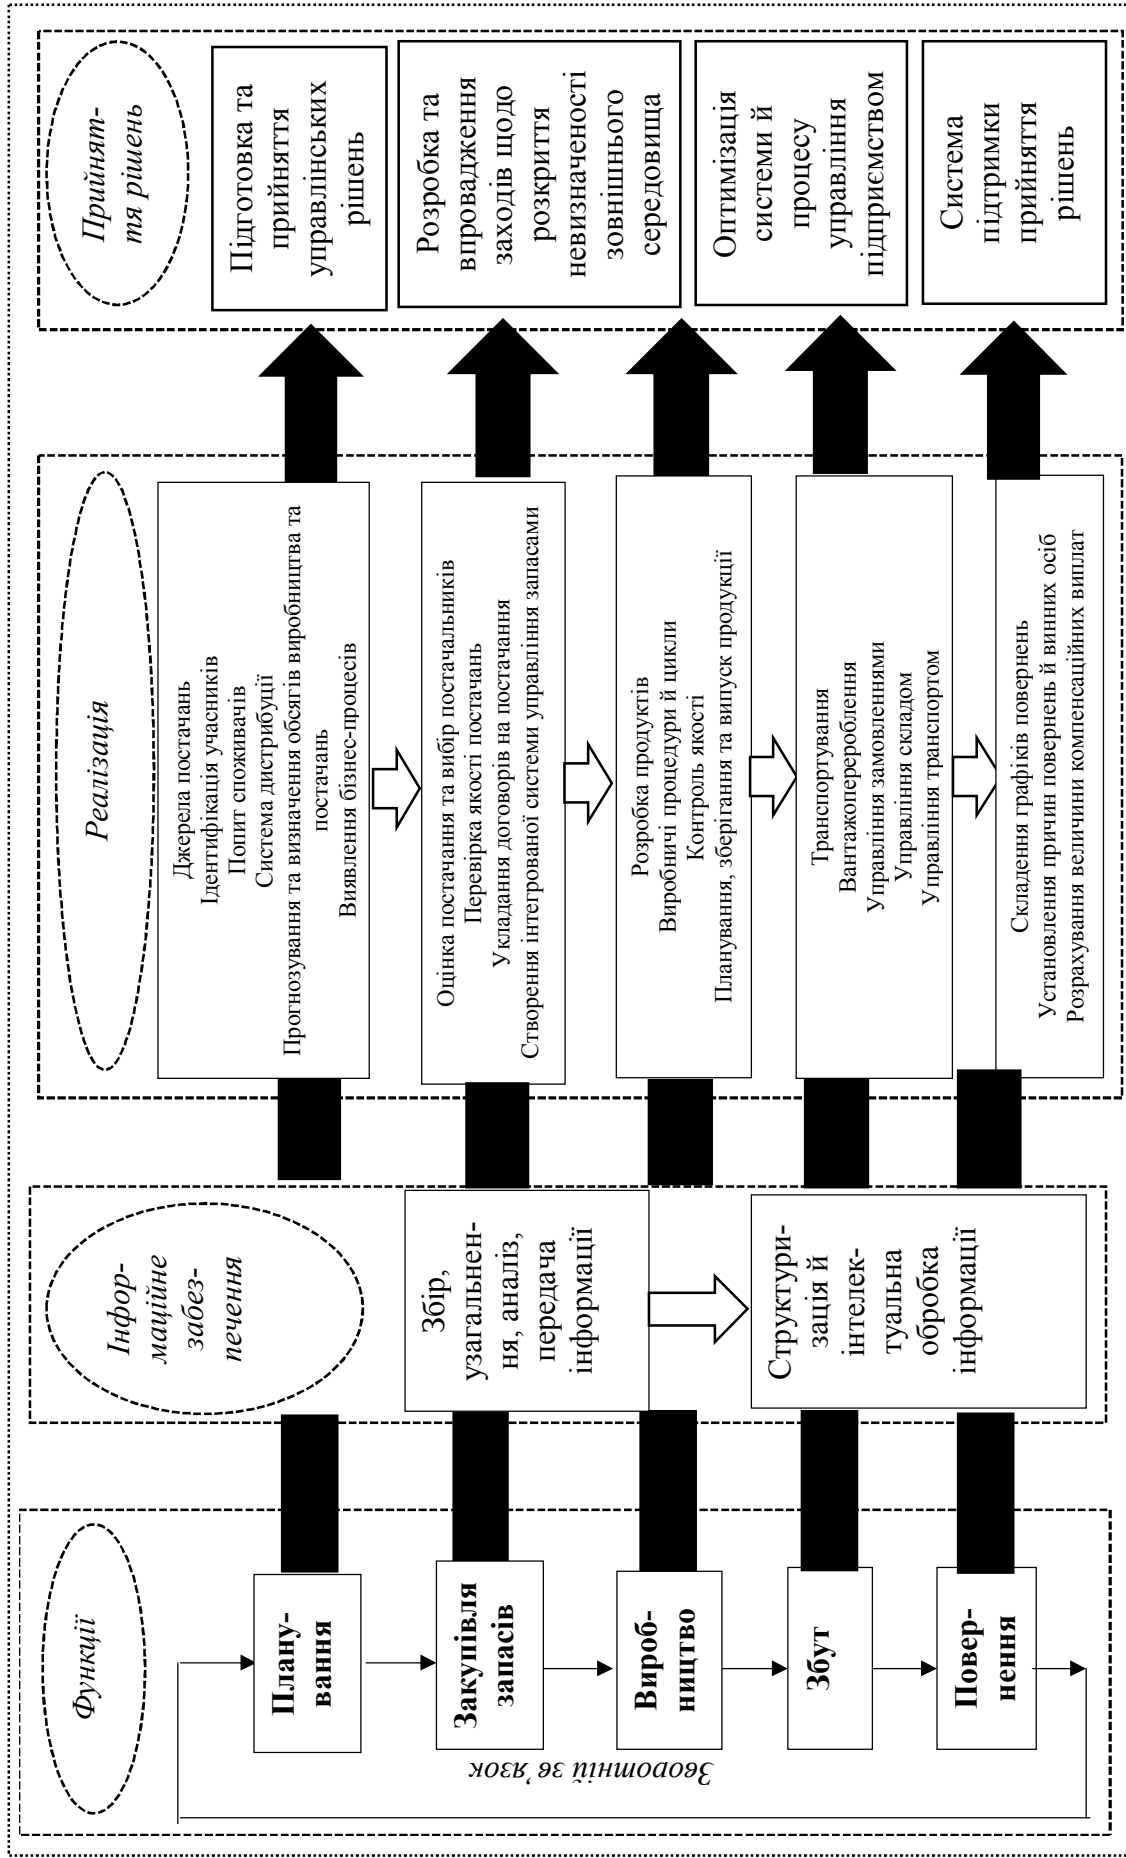 Функції
Плану-
вання
Закупівля
запасів
Вироб-
ництво
Збут
Повер-
нення
Зворотній зв’язок
Інфор-
маційне
забез-
печення
Збір,
узагальнен-
ня, аналіз,
передача
інформації
Структури-
зація й
інтелек-
туальна
обробка
інформації
Реалізація
Джерела постачань
Ідентифікація учасників
Попит споживачів
Система дистрибуції
Прогнозування та визначення обсягів виробництва та
постачань
Виявлення бізнес-процесів
Оцінка постачання та вибір постачальників
Перевірка якості постачань
Укладання договорів на постачання
Створення інтегрованої системи управління запасами
Розробка продуктів
Виробничі процедури й цикли
Контроль якості
Планування, зберігання та випуск продукції
Транспортування
Вантажоперероблення
Управління замовленнями
Управління складом
Управління транспортом
Складення графіків повернень
Установлення причин повернень й винних осіб
Розрахування величини компенсаційних виплат
Прийнят-
тя рішень
Підготовка та
прийняття
управлінських
рішень
Розробка та
впровадження
заходів щодо
розкриття
невизначеності
зовнішнього
середовища
Оптимізація
системи й
процесу
управління
підприємством
Система
підтримки
прийняття
рішень